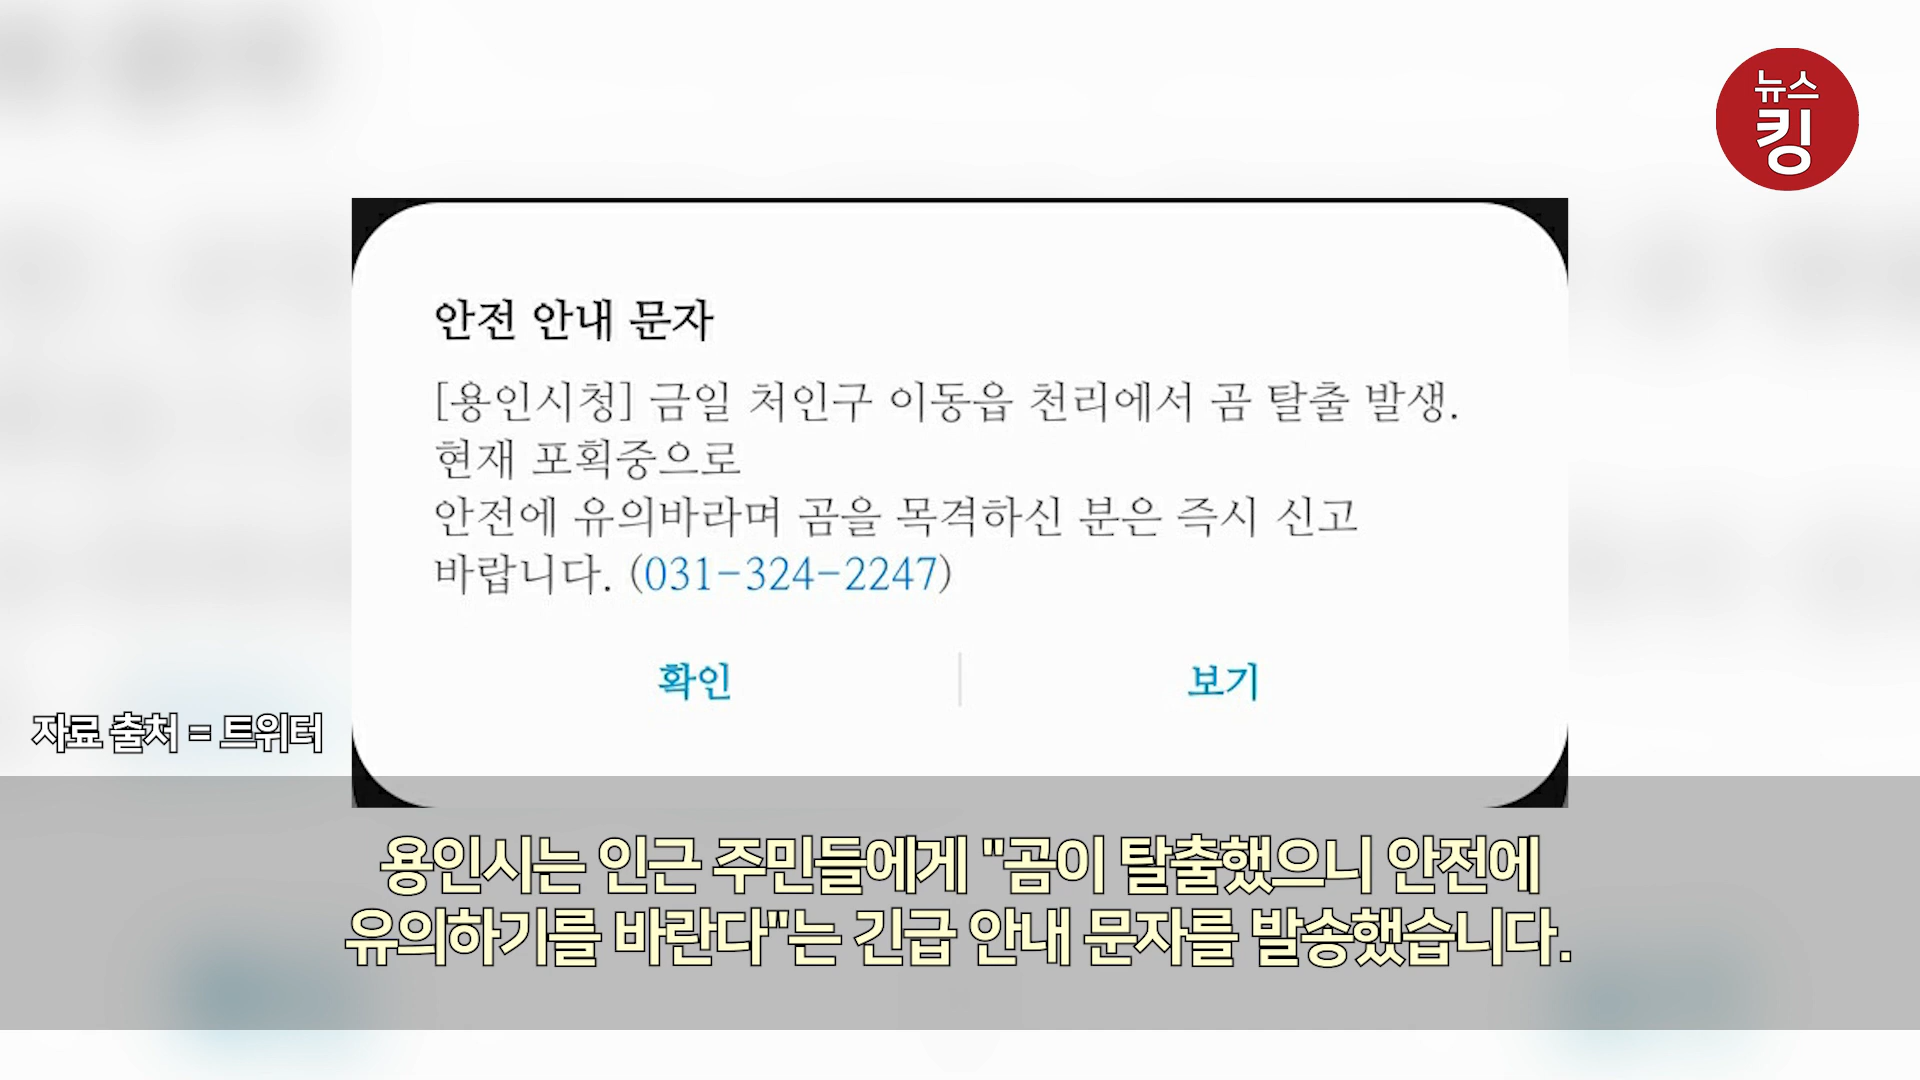 뉴스
킹
안전 안내 문자
[용인시청] 금일 처인구 이동읍 천리에서 곰 탈출 발생.
현재 포획중으로
안전에 유의바라며 곰을 목격하신 분은 즉시 신고
바랍니다. (031-324-2247)
확인 보기
자료 출처 = 트위터
용인시는 인근 주민들에게 "곰이 탈출했으니 안전에
유의하기를 바란다"는 긴급 안내 문자를 발송했습니다.